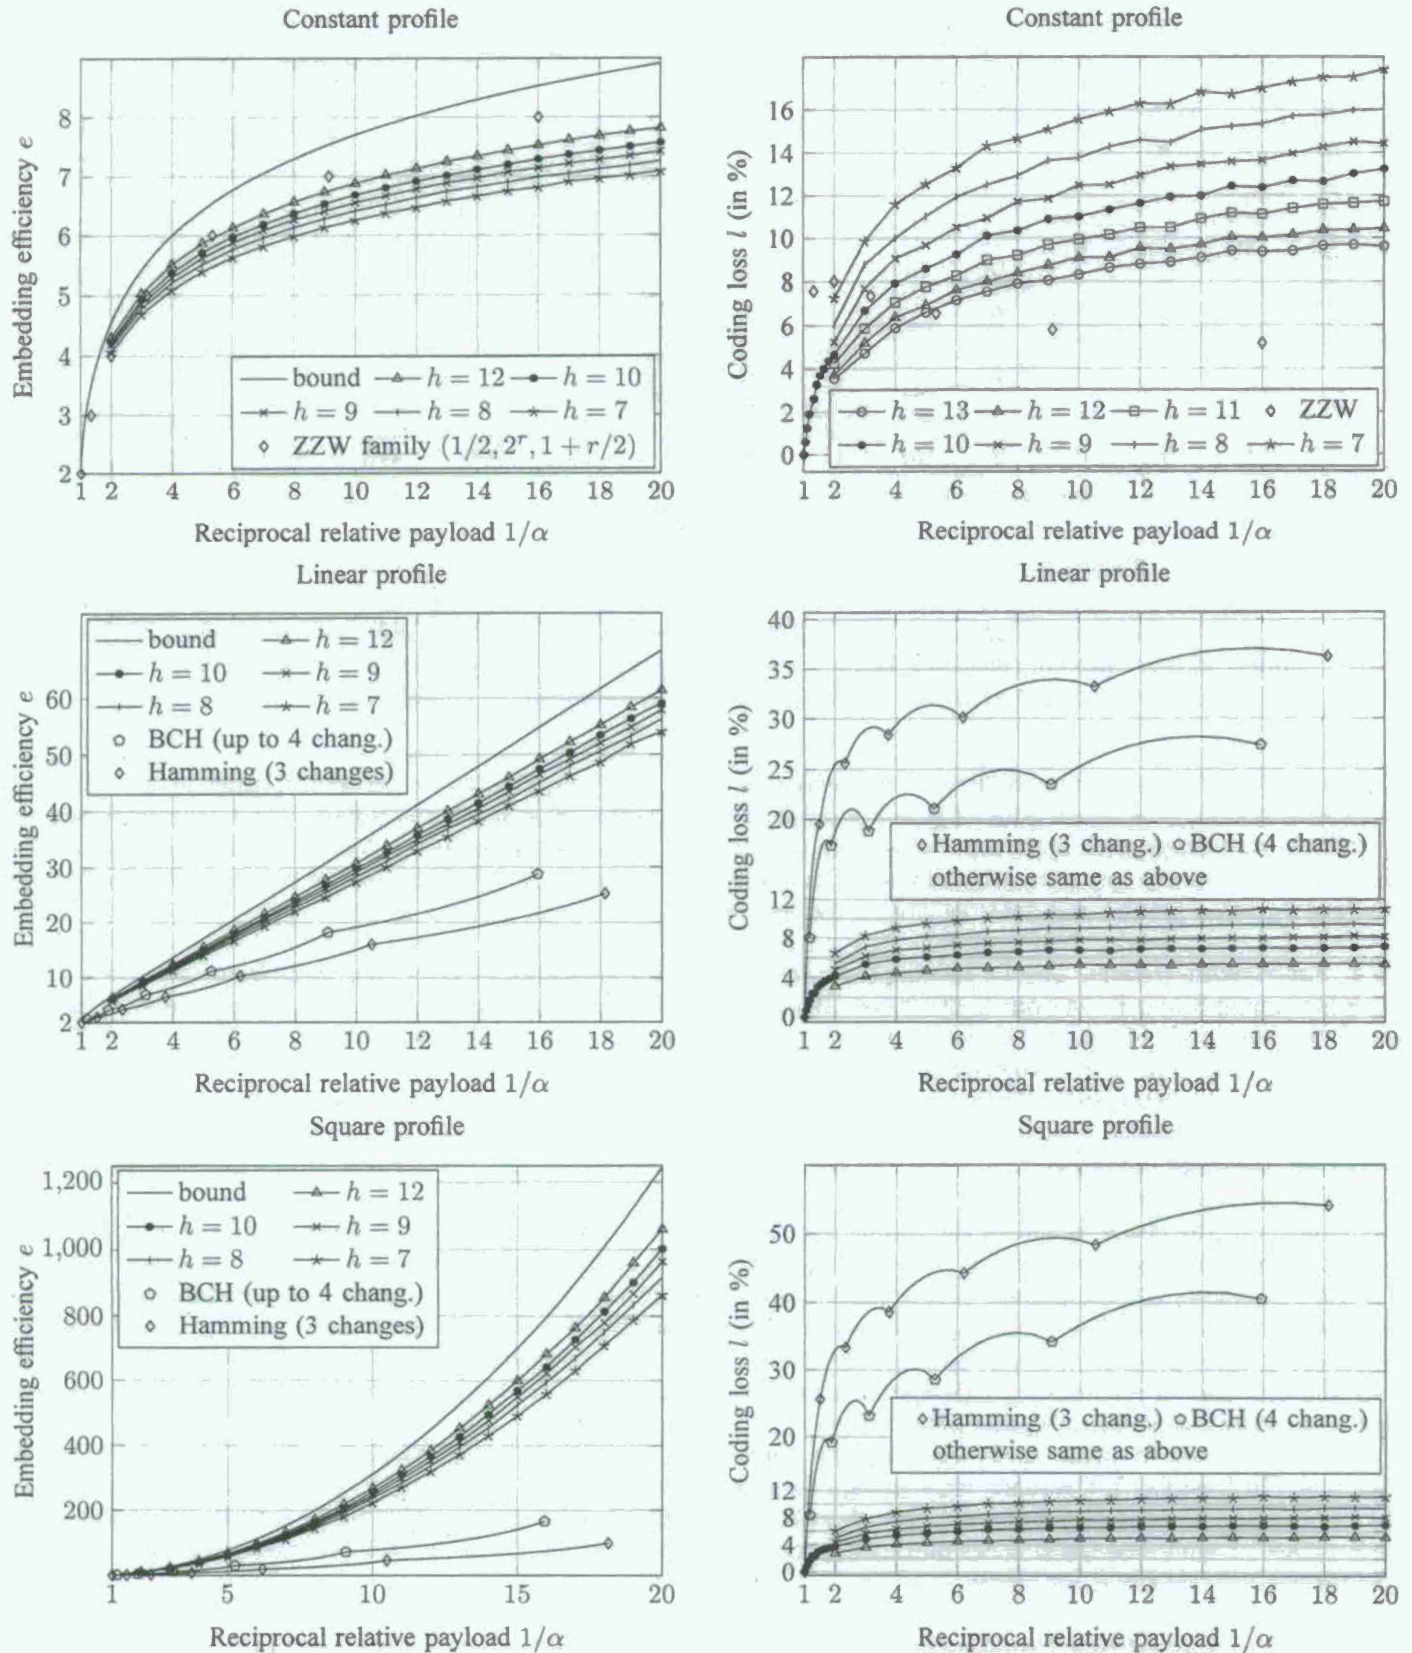 Constant profile
Embedding efficiency e
8
7
6
5
4
3
2
bound h = 12 h = 10
h = 9 h = 8 h = 7
ZZW family (1/2, 2^r, 1 + r/2)
1 2 4 6 8 10 12 14 16 18 20
Reciprocal relative payload 1/α
Constant profile
Coding loss l (in %)
16
14
12
10
8
6
4
2
0
h = 13 h = 12 h = 11 ZZW
h = 10 h = 9 h = 8 h = 7
1 2 4 6 8 10 12 14 16 18 20
Reciprocal relative payload 1/α
Linear profile
Embedding efficiency e
60
50
40
30
20
10
2
bound h = 12
h = 10 h = 9
h = 8 h = 7
BCH (up to 4 chang.)
Hamming (3 changes)
1 2 4 6 8 10 12 14 16 18 20
Reciprocal relative payload 1/α
Linear profile
Coding loss l (in %)
40
35
30
25
20
12
8
4
0
Hamming (3 chang.) BCH (4 chang.)
otherwise same as above
1 2 4 6 8 10 12 14 16 18 20
Reciprocal relative payload 1/α
Square profile
Embedding efficiency e
1,200
1,000
800
600
400
200
bound h = 12
h = 10 h = 9
h = 8 h = 7
BCH (up to 4 chang.)
Hamming (3 changes)
1 5 10 15 20
Reciprocal relative payload 1/α
Square profile
Coding loss l (in %)
50
40
30
20
12
8
4
0
Hamming (3 chang.) BCH (4 chang.)
otherwise same as above
1 2 4 6 8 10 12 14 16 18 20
Reciprocal relative payload 1/α